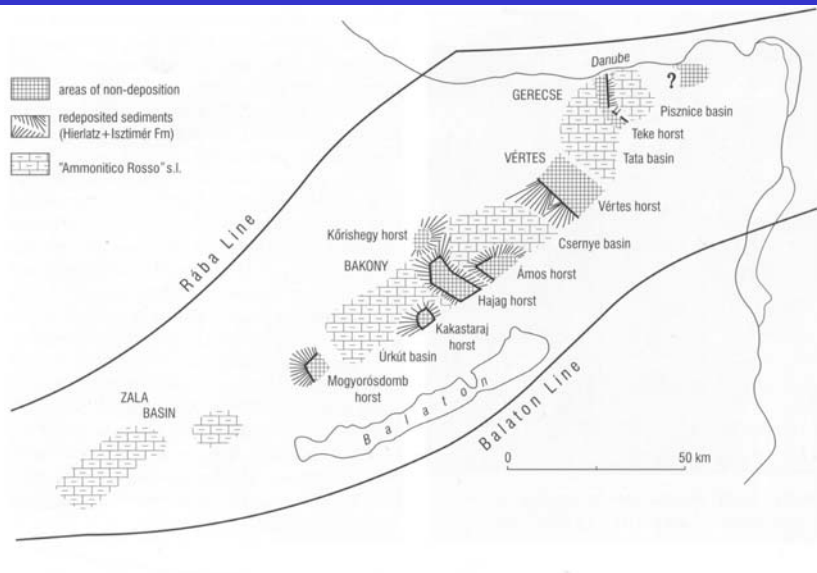 areas of non-deposition
redeposited sediments
(Hierlatz+Isztimér Fm)
"Ammonitico Rosso" s.l.
Danube
?
GERECSE
Pisznice basin
Teke horst
Tata basin
VÉRTES
Vértes horst
Csernye basin
Kőrishegy horst
BAKONY
Ámos horst
Hajag horst
Kakastaraj
horst
Úrkút basin
Mogyorósdomb
horst
ZALA
BASIN
Rába Line
Balaton
Balaton Line
0 50 km